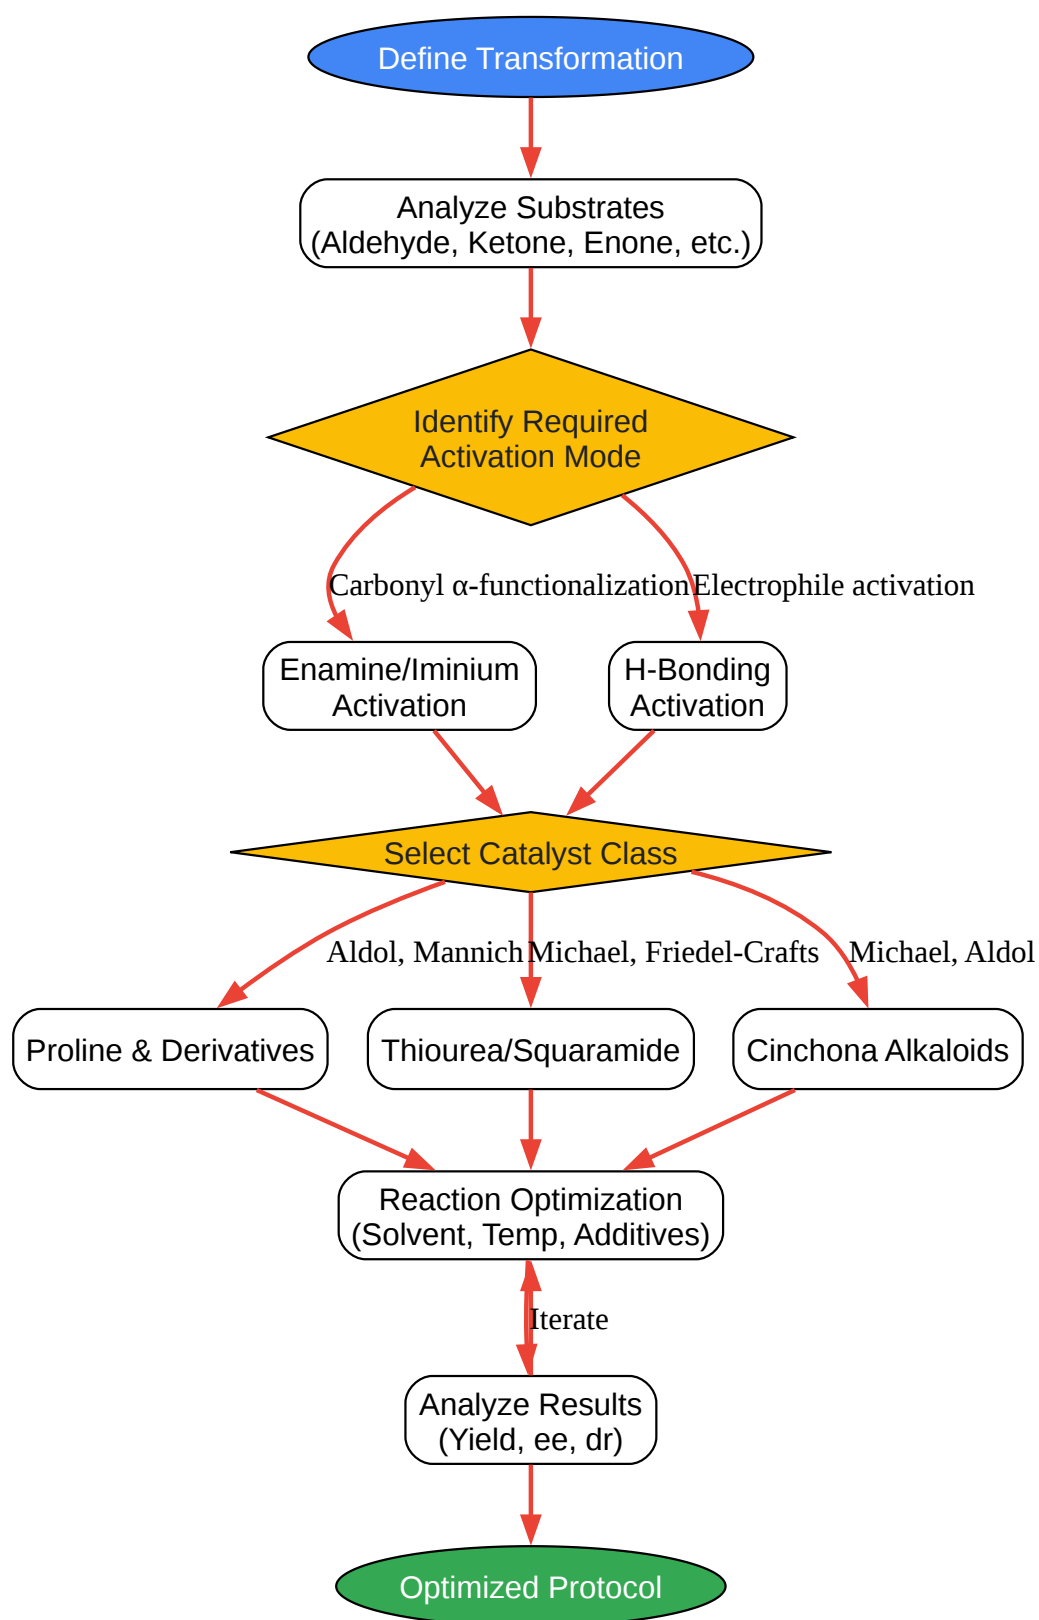 Define Transformation
Analyze Substrates
(Aldehyde, Ketone, Enone, etc.)
Identify Required
Activation Mode
Carbonyl α-functionalization
Electrophile activation
Enamine/Iminium
Activation
H-Bonding
Activation
Select Catalyst Class
Aldol, Mannich
Michael, Friedel-Crafts
Michael, Aldol
Proline & Derivatives
Thiourea/Squaramide
Cinchona Alkaloids
Reaction Optimization
(Solvent, Temp, Additives)
Iterate
Analyze Results
(Yield, ee, dr)
Optimized Protocol